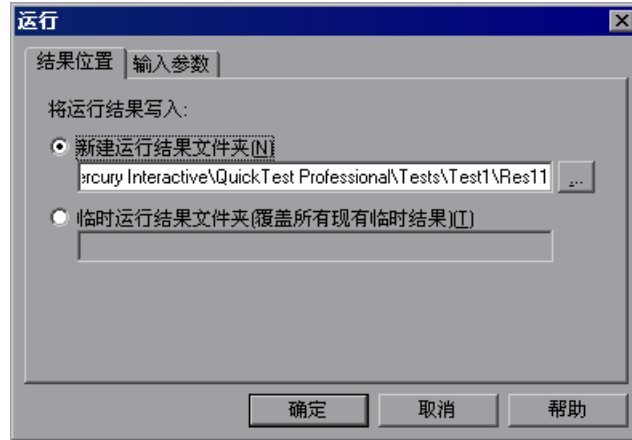 运行
结果位置 输入参数
将运行结果写入:
新建运行结果文件夹(N)
ercury Interactive\QuickTest Professional\Tests\Test1\Res11 ...
临时运行结果文件夹(覆盖所有现有临时结果)(T)
确定 取消 帮助